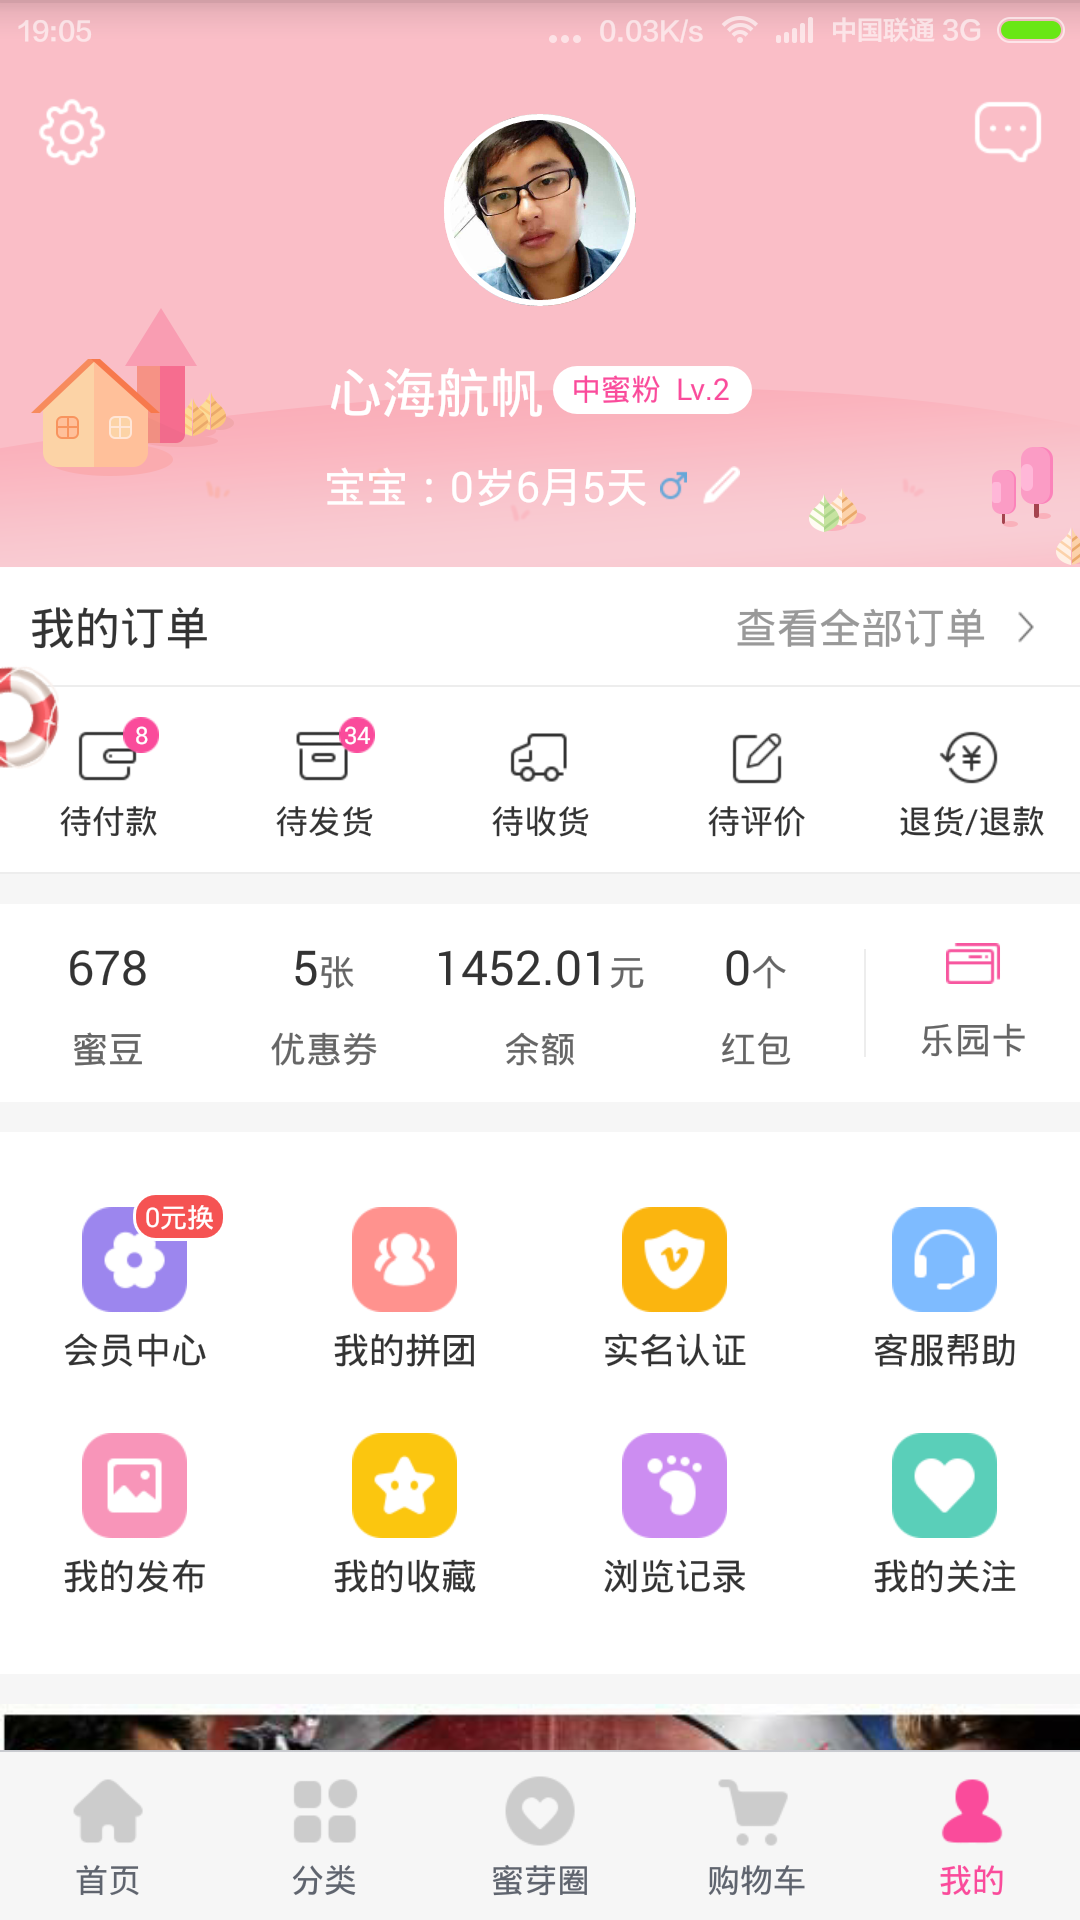 19:05 ... 0.03K/s 中国联通 3G
心海航帆 中蜜粉 Lv.2
宝宝：0岁6月5天
我的订单 查看全部订单
8 34
待付款 待发货 待收货 待评价 退货/退款
678 5张 1452.01元 0个
蜜豆 优惠券 余额 红包 乐园卡
0元换
会员中心 我的拼团 实名认证 客服帮助
我的发布 我的收藏 浏览记录 我的关注
首页 分类 蜜芽圈 购物车 我的